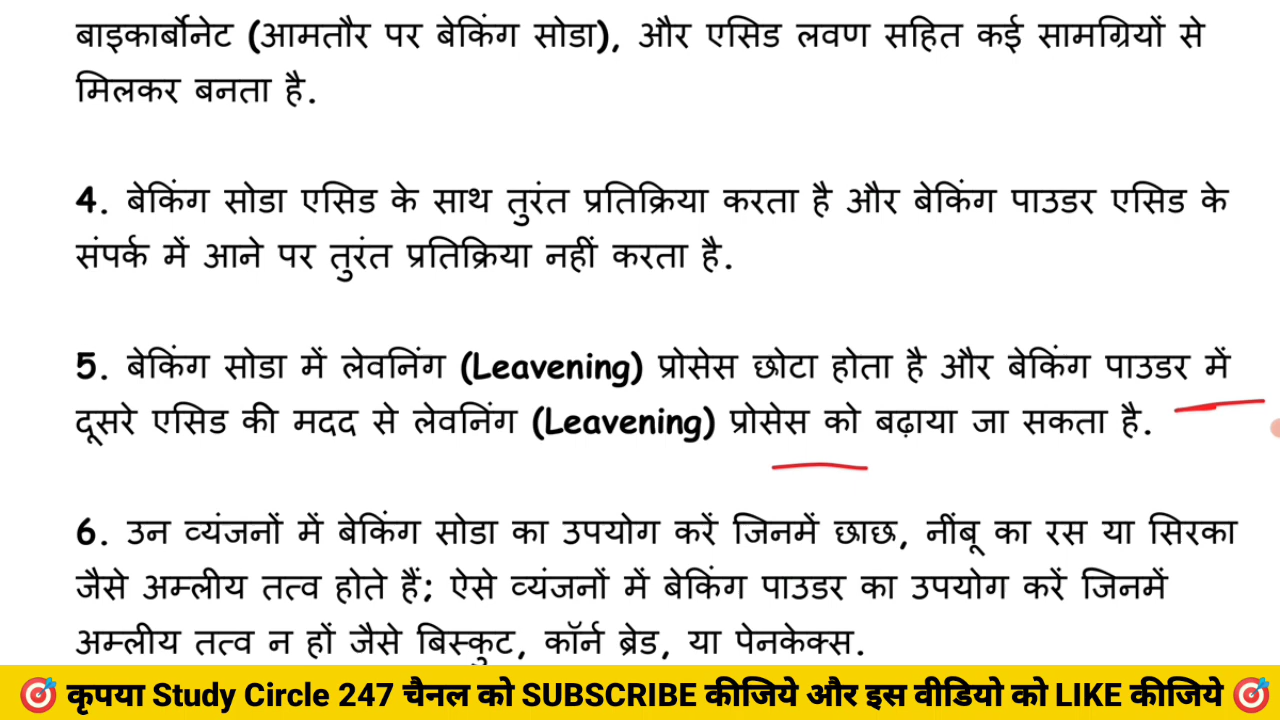 बाइकार्बोनेट (आमतौर पर बेकिंग सोडा), और एसिड लवण सहित कई सामग्रियों से
मिलकर बनता है.
4. बेकिंग सोडा एसिड के साथ तुरंत प्रतिक्रिया करता है और बेकिंग पाउडर एसिड के
संपर्क में आने पर तुरंत प्रतिक्रिया नहीं करता है.
5. बेकिंग सोडा में लेवनिंग (Leavening) प्रोसेस छोटा होता है और बेकिंग पाउडर में
दूसरे एसिड की मदद से लेवनिंग (Leavening) प्रोसेस को बढ़ाया जा सकता है.
6. उन व्यंजनों में बेकिंग सोडा का उपयोग करें जिनमें छाछ, नींबू का रस या सिरका
जैसे अम्लीय तत्व होते हैं; ऐसे व्यंजनों में बेकिंग पाउडर का उपयोग करें जिनमें
अम्लीय तत्व न हों जैसे बिस्कुट, कॉर्न ब्रेड, या पेनकेक्स.
🎯 कृपया Study Circle 247 चैनल को SUBSCRIBE कीजिये और इस वीडियो को LIKE कीजिये 🎯